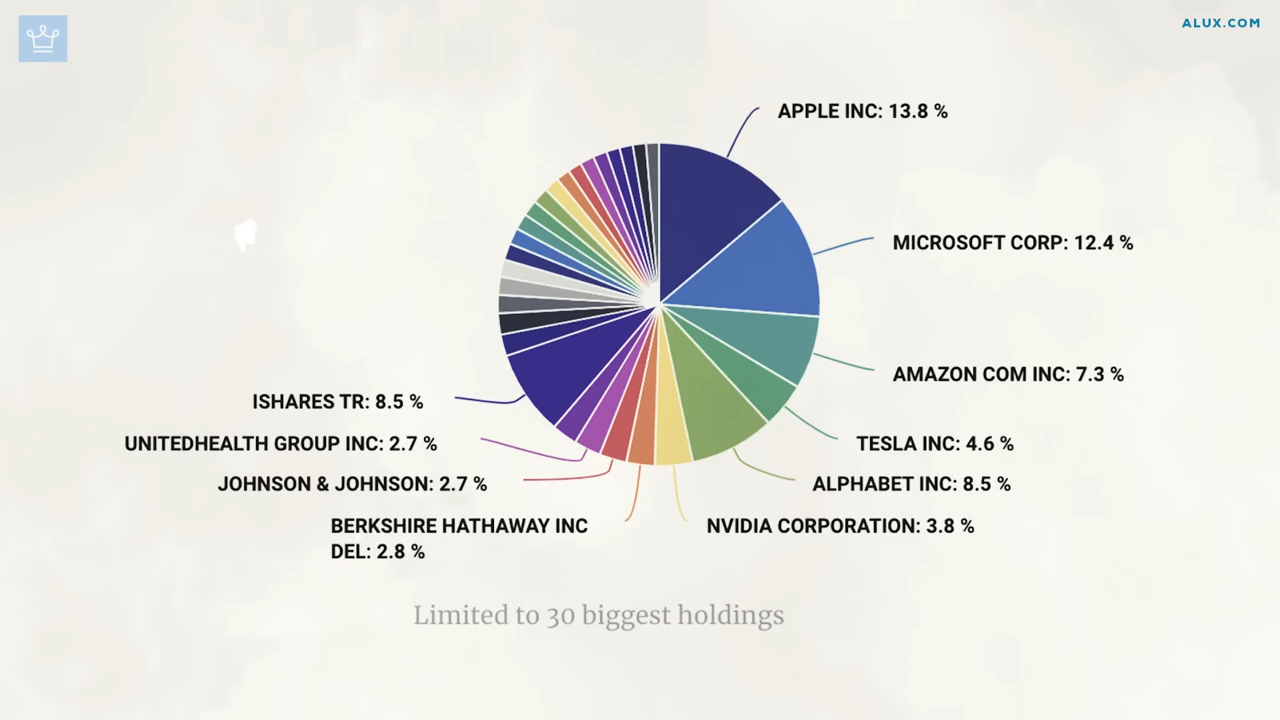 ALUX.COM
APPLE INC: 13.8 %
MICROSOFT CORP: 12.4 %
AMAZON COM INC: 7.3 %
ISHARES TR: 8.5 %
UNITEDHEALTH GROUP INC: 2.7 %
TESLA INC: 4.6 %
JOHNSON & JOHNSON: 2.7 %
ALPHABET INC: 8.5 %
BERKSHIRE HATHAWAY INC
DEL: 2.8 %
NVIDIA CORPORATION: 3.8 %
Limited to 30 biggest holdings